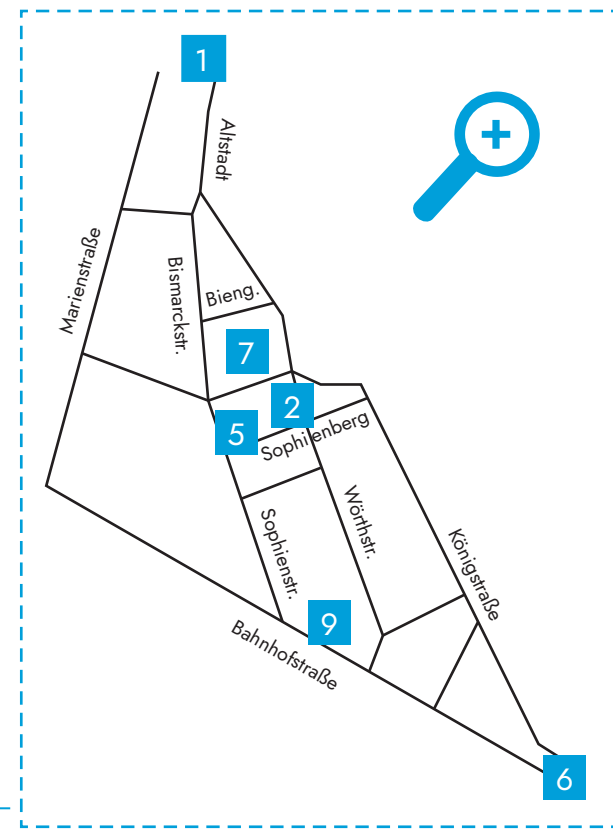 1
Altstadt
Marienstraße
Bismarckstr.
Bieng.
7
2
5
Sophienberg
Wörthstr.
Sophienstr.
Königstraße
9
Bahnhofstraße
6